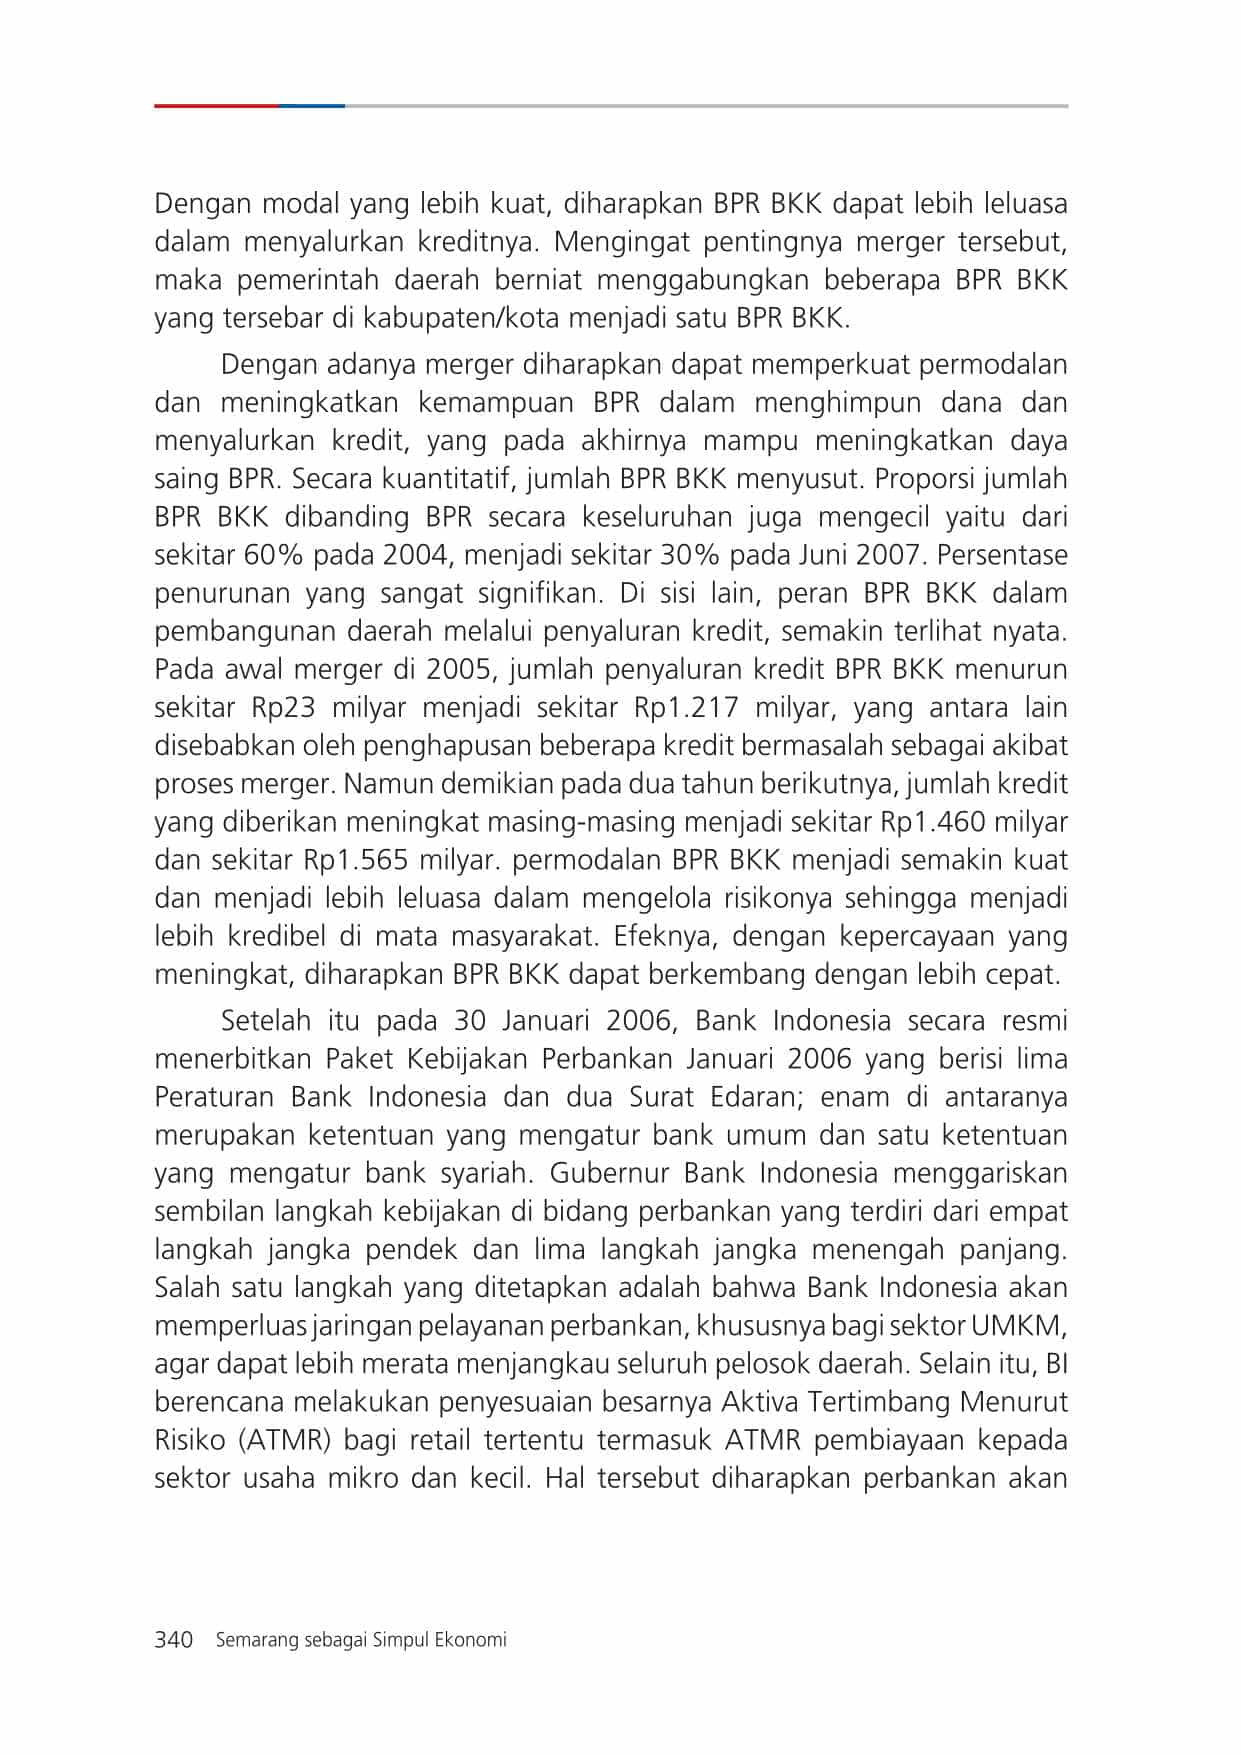 Dengan modal yang lebih kuat, diharapkan BPR BKK dapat lebih leluasa
dalam menyalurkan kreditnya. Mengingat pentingnya merger tersebut,
maka pemerintah daerah berniat menggabungkan beberapa BPR BKK
yang tersebar di kabupaten/kota menjadi satu BPR BKK.
Dengan adanya merger diharapkan dapat memperkuat permodalan
dan meningkatkan kemampuan BPR dalam menghimpun dana dan
menyalurkan kredit, yang pada akhirnya mampu meningkatkan daya
saing BPR. Secara kuantitatif, jumlah BPR BKK menyusut. Proporsi jumlah
BPR BKK dibanding BPR secara keseluruhan juga mengecil yaitu dari
sekitar 60% pada 2004, menjadi sekitar 30% pada Juni 2007. Persentase
penurunan yang sangat signifikan. Di sisi lain, peran BPR BKK dalam
pembangunan daerah melalui penyaluran kredit, semakin terlihat nyata.
Pada awal merger di 2005, jumlah penyaluran kredit BPR BKK menurun
sekitar Rp23 milyar menjadi sekitar Rp1.217 milyar, yang antara lain
disebabkan oleh penghapusan beberapa kredit bermasalah sebagai akibat
proses merger. Namun demikian pada dua tahun berikutnya, jumlah kredit
yang diberikan meningkat masing-masing menjadi sekitar Rp1.460 milyar
dan sekitar Rp1.565 milyar. permodalan BPR BKK menjadi semakin kuat
dan menjadi lebih leluasa dalam mengelola risikonya sehingga menjadi
lebih kredibel di mata masyarakat. Efeknya, dengan kepercayaan yang
meningkat, diharapkan BPR BKK dapat berkembang dengan lebih cepat.
Setelah itu pada 30 Januari 2006, Bank Indonesia secara resmi
menerbitkan Paket Kebijakan Perbankan Januari 2006 yang berisi lima
Peraturan Bank Indonesia dan dua Surat Edaran; enam di antaranya
merupakan ketentuan yang mengatur bank umum dan satu ketentuan
yang mengatur bank syariah. Gubernur Bank Indonesia menggariskan
sembilan langkah kebijakan di bidang perbankan yang terdiri dari empat
langkah jangka pendek dan lima langkah jangka menengah panjang.
Salah satu langkah yang ditetapkan adalah bahwa Bank Indonesia akan
memperluas jaringan pelayanan perbankan, khususnya bagi sektor UMKM,
agar dapat lebih merata menjangkau seluruh pelosok daerah. Selain itu, BI
berencana melakukan penyesuaian besarnya Aktiva Tertimbang Menurut
Risiko (ATMR) bagi retail tertentu termasuk ATMR pembiayaan kepada
sektor usaha mikro dan kecil. Hal tersebut diharapkan perbankan akan
340 Semarang sebagai Simpul Ekonomi